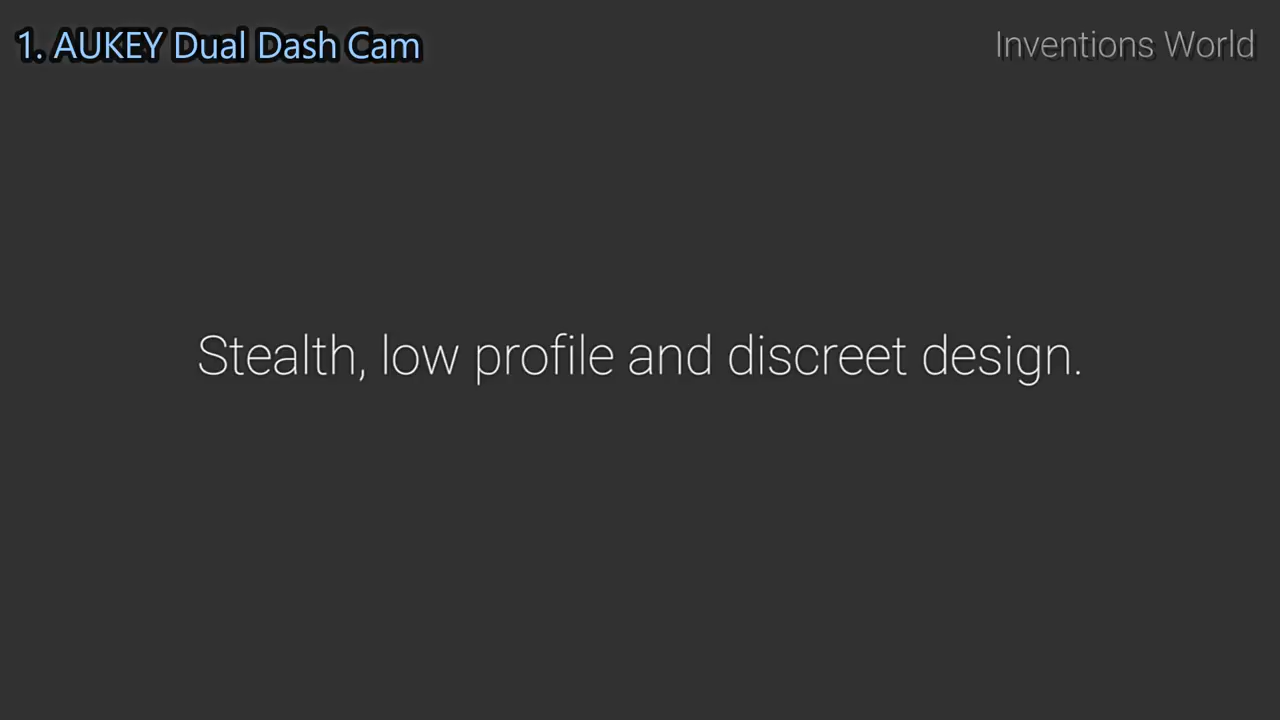 1. AUKEY Dual Dash Cam
Inventions World
Stealth, low profile and discreet design.